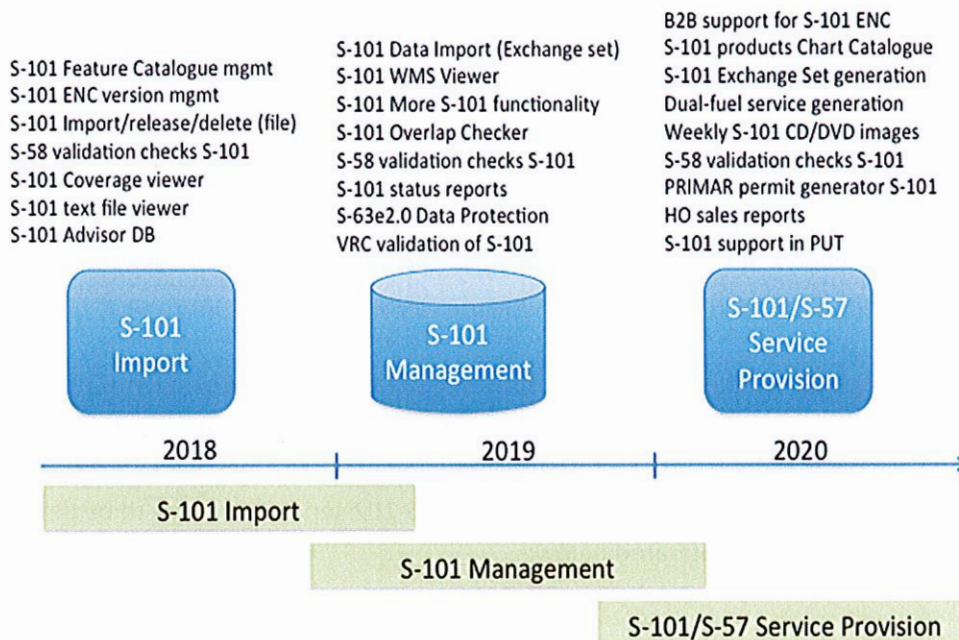 S-101 Feature Catalogue mgmt
S-101 ENC version mgmt
S-101 Import/release/delete (file)
S-58 validation checks S-101
S-101 Coverage viewer
S-101 text file viewer
S-101 Advisor DB
S-101 Data Import (Exchange set)
S-101 WMS Viewer
S-101 More S-101 functionality
S-101 Overlap Checker
S-58 validation checks S-101
S-101 status reports
S-63e2.0 Data Protection
VRC validation of S-101
B2B support for S-101 ENC
S-101 products Chart Catalogue
S-101 Exchange Set generation
Dual-fuel service generation
Weekly S-101 CD/DVD images
S-58 validation checks S-101
PRIMAR permit generator S-101
HO sales reports
S-101 support in PUT
S-101
Import
S-101
Management
S-101/S-57
Service
Provision
2018
2019
2020
S-101 Import
S-101 Management
S-101/S-57 Service Provision